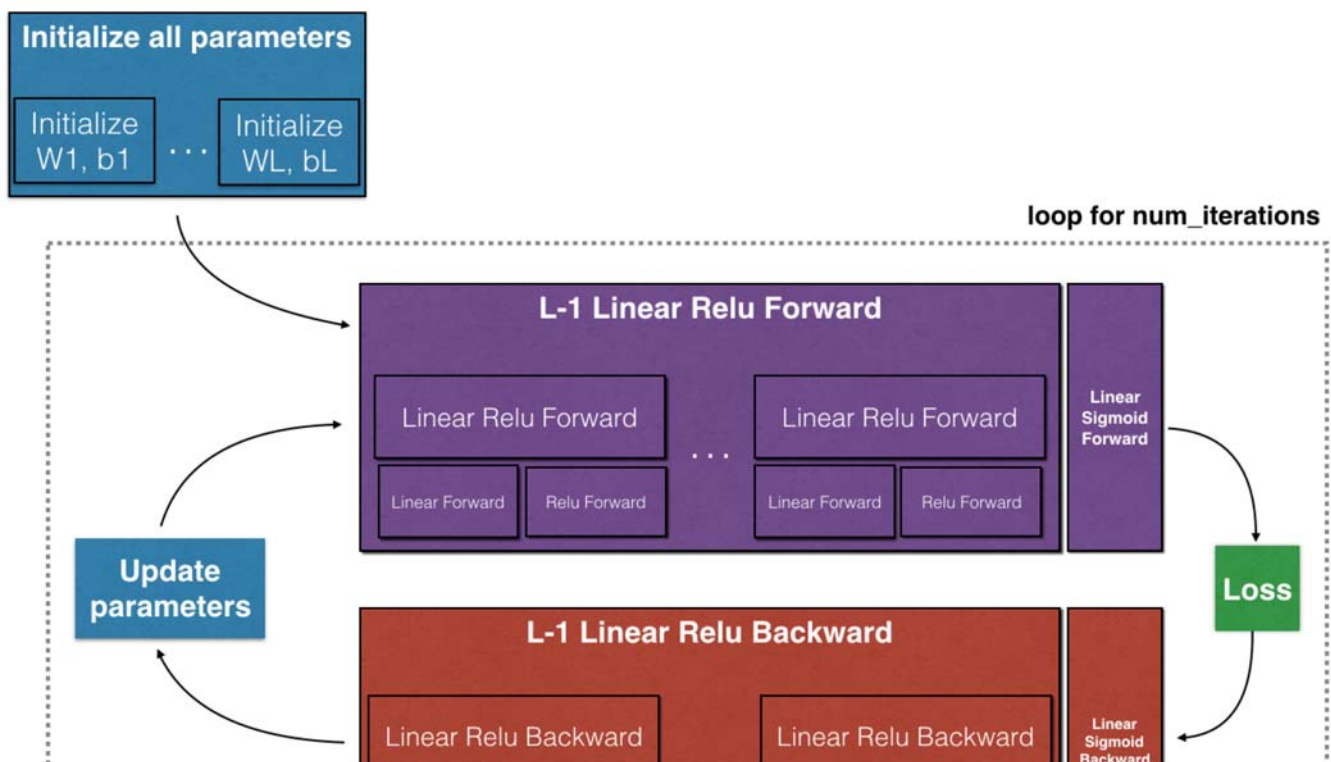 Initialize all parameters
Initialize
W1, b1
...
Initialize
WL, bL
loop for num_iterations
L-1 Linear Relu Forward
Linear Relu Forward
...
Linear Relu Forward
Linear Forward
Relu Forward
Linear Forward
Relu Forward
Linear
Sigmoid
Forward
Update
parameters
Loss
L-1 Linear Relu Backward
Linear Relu Backward
Linear Relu Backward
Linear
Sigmoid
Backward